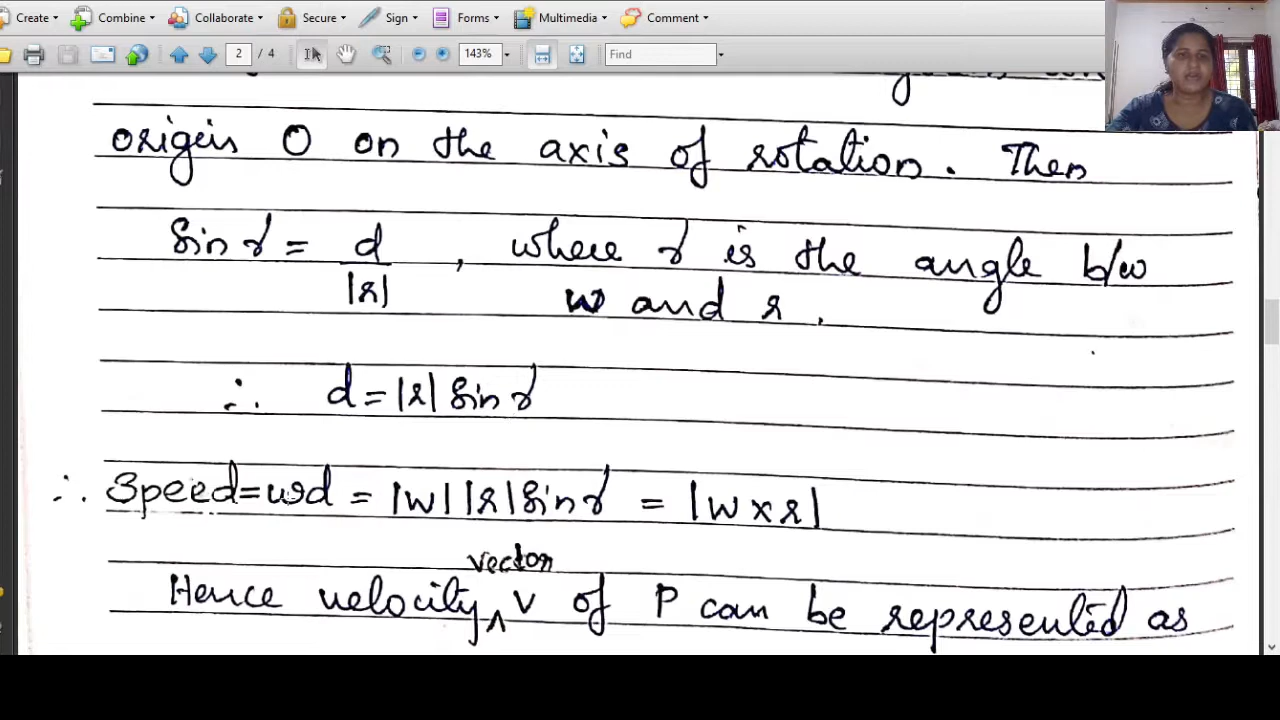 Create Combine Collaborate Secure Sign Forms Multimedia Comment
2 / 4 143% Find
origin O on the axis of rotation. Then
Sin γ = d/|r| , where γ is the angle b/w
w and r.
∴ d = |r| Sin γ
∴ Speed = wd = |w| |r| Sin γ = |w × r|
vector
Hence velocity ^ v of P can be represented as